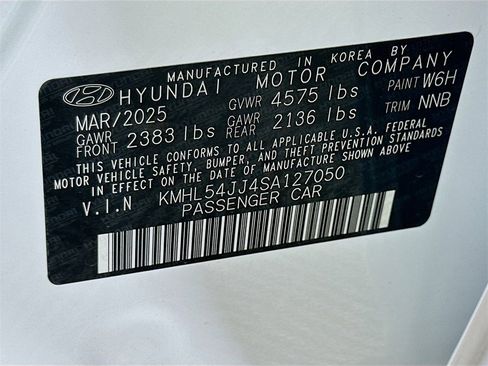 MANUFACTURED IN KOREA BY
HYUNDAI MOTOR COMPANY
MAR/2025 GVWR 4575 lbs PAINT W6H
GAWR FRONT 2383 lbs GAWR REAR 2136 lbs TRIM NNB
THIS VEHICLE CONFORMS TO ALL APPLICABLE U.S.A. FEDERAL
MOTOR VEHICLE SAFETY, BUMPER, AND THEFT PREVENTION STANDARDS
IN EFFECT ON THE DATE OF MANUFACTURE SHOWN ABOVE.
V.I.N KMHL54JJ4SA127050
PASSENGER CAR